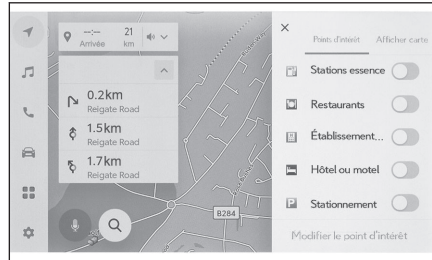 --:-- 21
Arrivée km
0.2km
Reigate Road
1.5km
Reigate Road
1.7km
Reigate Road
B284
Points d'intérêt Afficher carte
Stations essence
Restaurants
Établissement...
Hôtel ou motel
Stationnement
Modifier le point d'intérêt